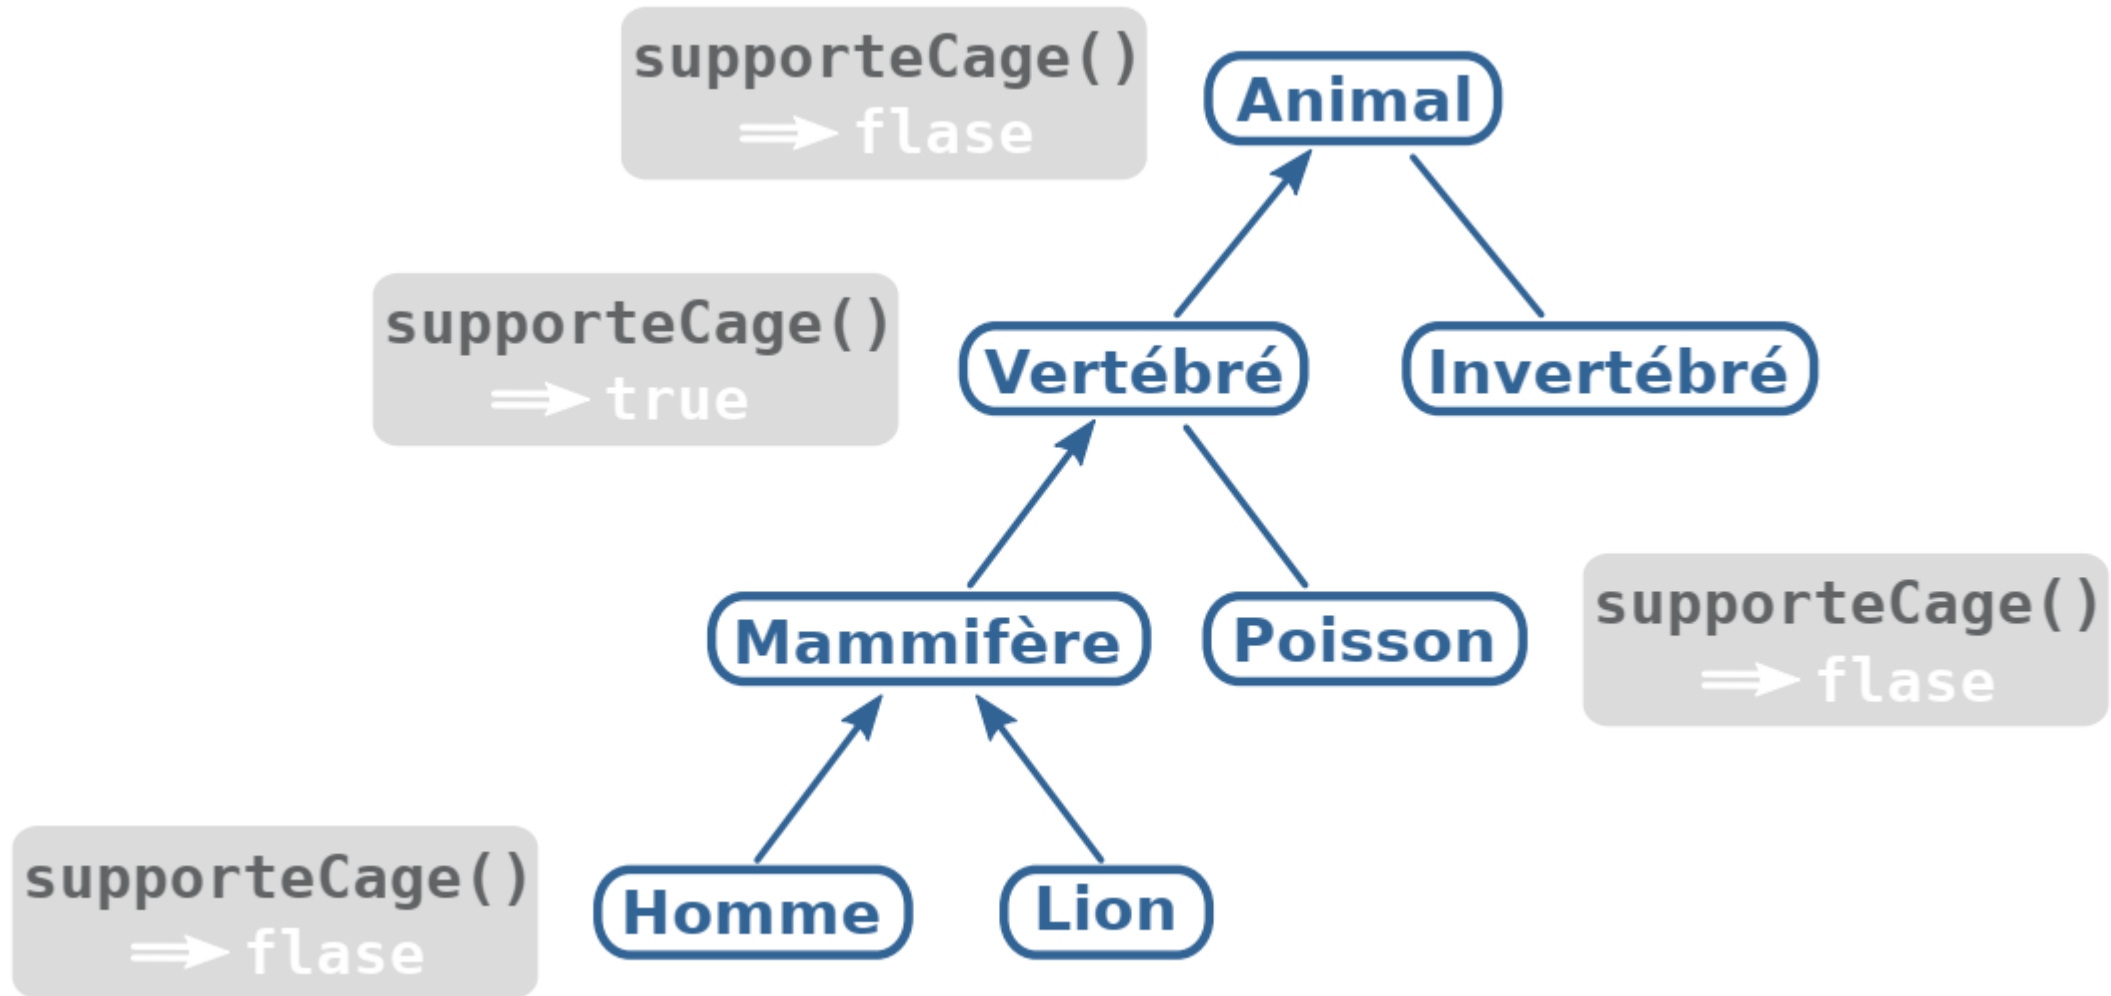 supporteCage()
flase
Animal
supporteCage()
true
Vertébré
Invertébré
Mammifère
Poisson
supporteCage()
flase
supporteCage()
flase
Homme
Lion